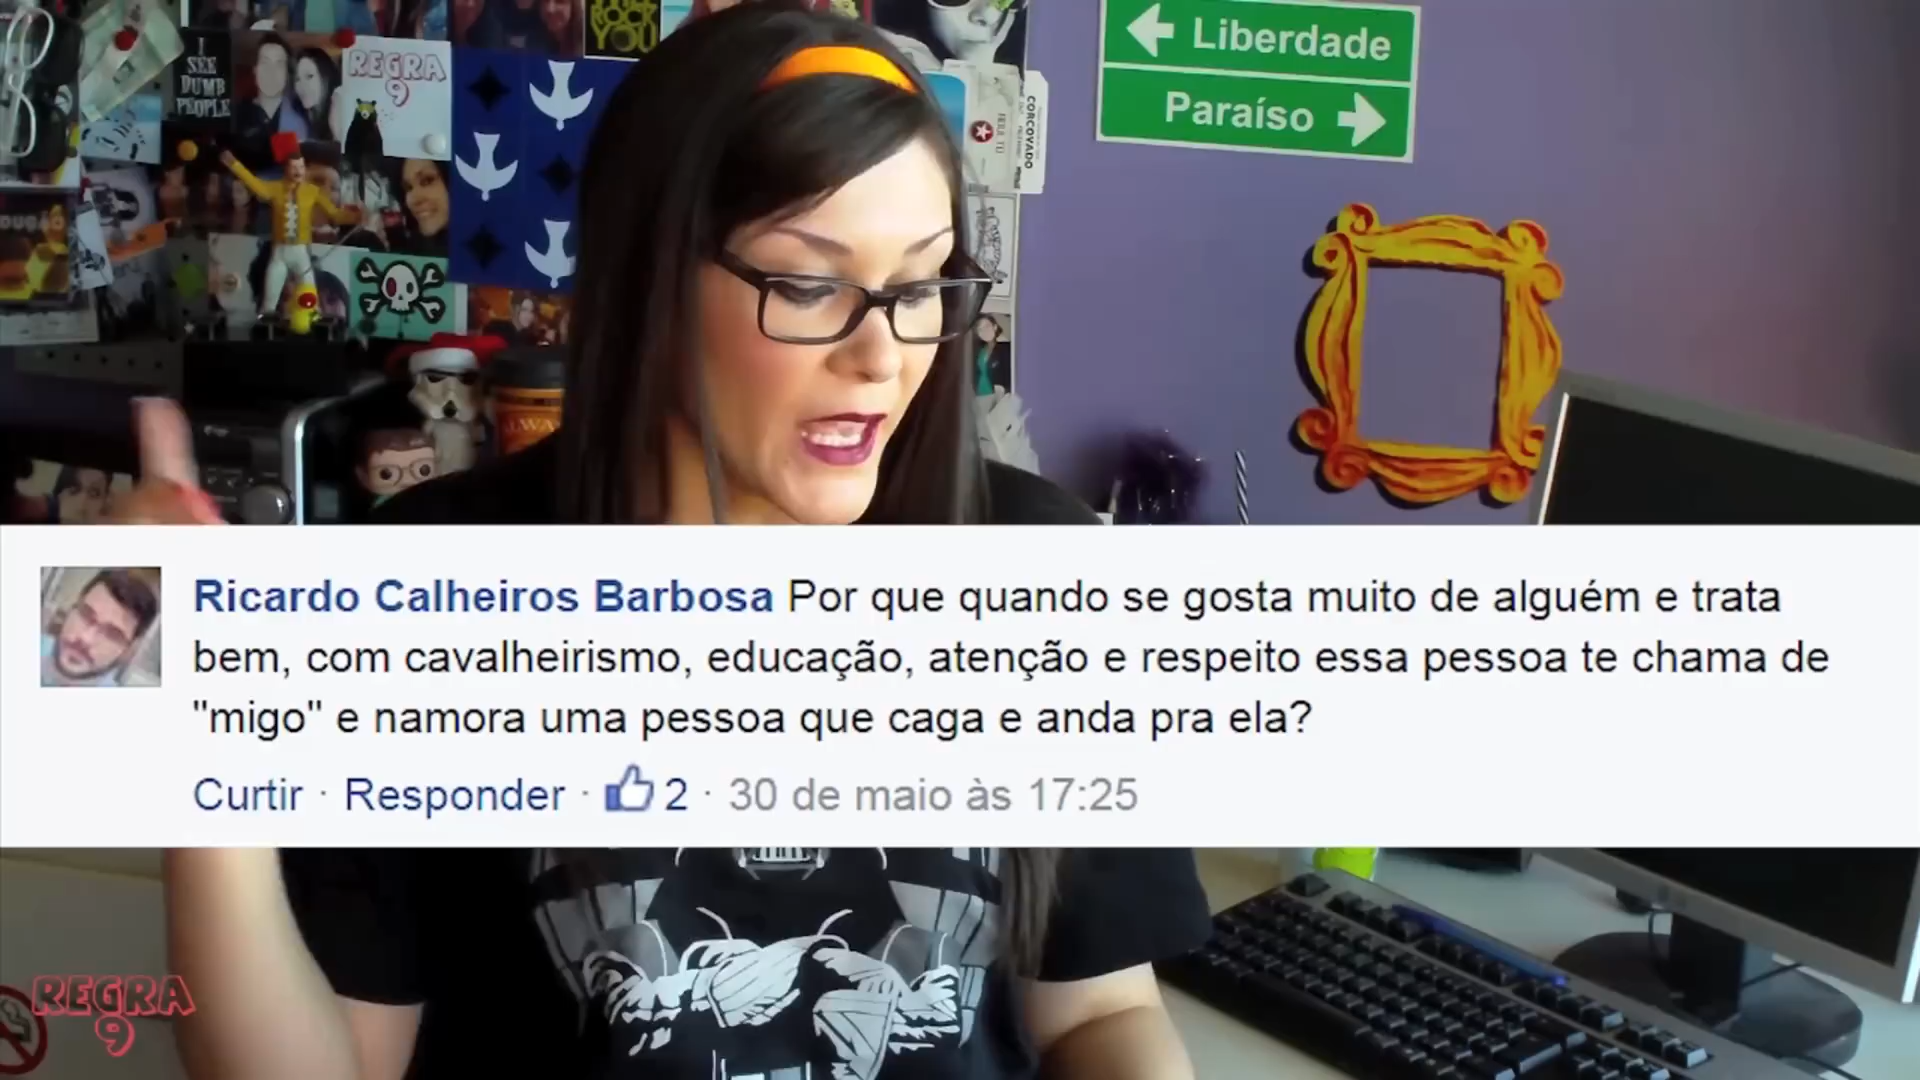 ROCK
YOU
I
SEE
DUMB
PEOPLE
REGRA
9
CORCOVADO
Liberdade
Paraíso
Ricardo Calheiros Barbosa Por que quando se gosta muito de alguém e trata
bem, com cavalheirismo, educação, atenção e respeito essa pessoa te chama de
"migo" e namora uma pessoa que caga e anda pra ela?
Curtir · Responder · 2 · 30 de maio às 17:25
REGRA
9